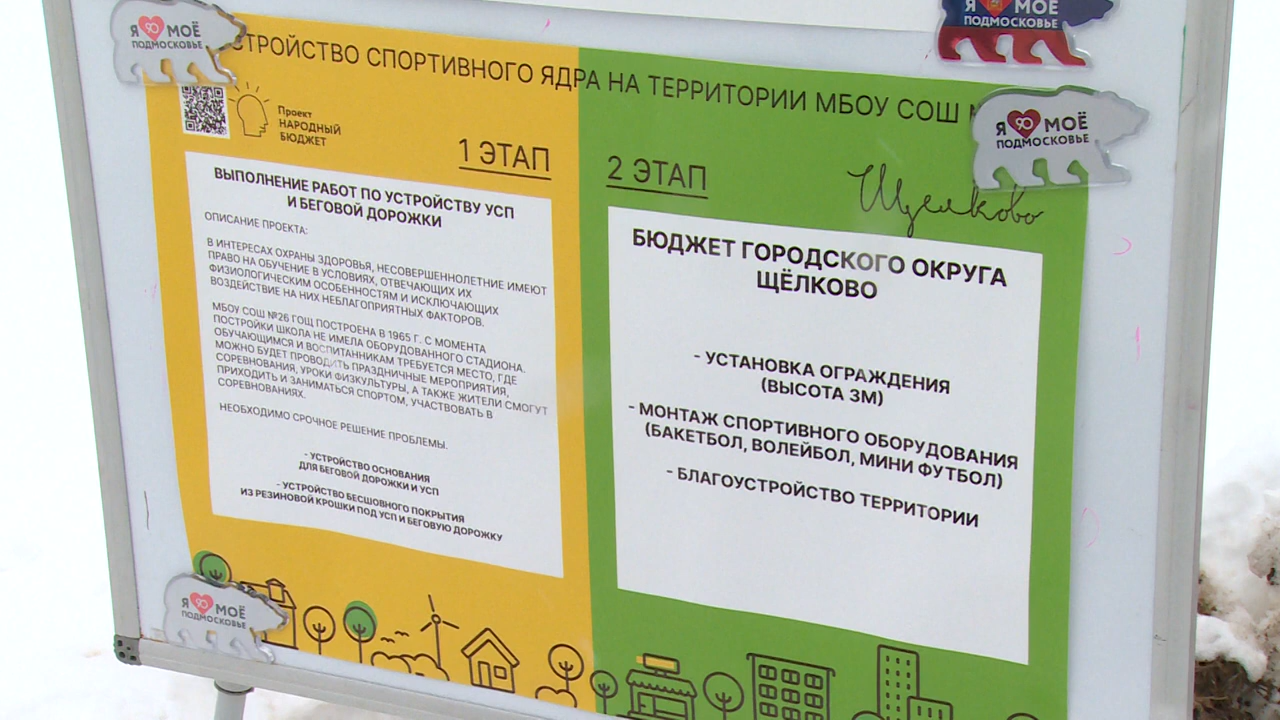 Я 90 МОЁ
ПОДМОСКОВЬЕ
Я МОЁ
ПОДМОСКОВЬЕ
ТРОЙСТВО СПОРТИВНОГО ЯДРА НА ТЕРРИТОРИИ МБОУ СОШ
Я 90 МОЁ
ПОДМОСКОВЬЕ
Проект
НАРОДНЫЙ
БЮДЖЕТ
1 ЭТАП
ВЫПОЛНЕНИЕ РАБОТ ПО УСТРОЙСТВУ УСП
И БЕГОВОЙ ДОРОЖКИ
ОПИСАНИЕ ПРОЕКТА:
В ИНТЕРЕСАХ ОХРАНЫ ЗДОРОВЬЯ, НЕСОВЕРШЕННОЛЕТНИЕ ИМЕЮТ
ПРАВО НА ОБУЧЕНИЕ В УСЛОВИЯХ, ОТВЕЧАЮЩИХ ИХ
ФИЗИОЛОГИЧЕСКИМ ОСОБЕННОСТЯМ И ИСКЛЮЧАЮЩИХ
ВОЗДЕЙСТВИЕ НА НИХ НЕБЛАГОПРИЯТНЫХ ФАКТОРОВ.
МБОУ СОШ №26 ГОЩ ПОСТРОЕНА В 1965 Г. С МОМЕНТА
ПОСТРОЙКИ ШКОЛА НЕ ИМЕЛА ОБОРУДОВАННОГО СТАДИОНА.
ОБУЧАЮЩИМСЯ И ВОСПИТАННИКАМ ТРЕБУЕТСЯ МЕСТО, ГДЕ
МОЖНО БУДЕТ ПРОВОДИТЬ ПРАЗДНИЧНЫЕ МЕРОПРИЯТИЯ,
СОРЕВНОВАНИЯ, УРОКИ ФИЗКУЛЬТУРЫ, А ТАКЖЕ ЖИТЕЛИ СМОГУТ
ПРИХОДИТЬ И ЗАНИМАТЬСЯ СПОРТОМ, УЧАСТВОВАТЬ В
СОРЕВНОВАНИЯХ.
НЕОБХОДИМО СРОЧНОЕ РЕШЕНИЕ ПРОБЛЕМЫ.
- УСТРОЙСТВО ОСНОВАНИЯ
ДЛЯ БЕГОВОЙ ДОРОЖКИ И УСП
- УСТРОЙСТВО БЕСШОВНОГО ПОКРЫТИЯ
ИЗ РЕЗИНОВОЙ КРОШКИ ПОД УСП И БЕГОВУЮ ДОРОЖКУ
2 ЭТАП
Щелково
БЮДЖЕТ ГОРОДСКОГО ОКРУГА
ЩЁЛКОВО
- УСТАНОВКА ОГРАЖДЕНИЯ
(ВЫСОТА 3М)
- МОНТАЖ СПОРТИВНОГО ОБОРУДОВАНИЯ
(БАКЕТБОЛ, ВОЛЕЙБОЛ, МИНИ ФУТБОЛ)
- БЛАГОУСТРОЙСТВО ТЕРРИТОРИИ
Я 90 МОЁ
ПОДМОСКОВЬЕ